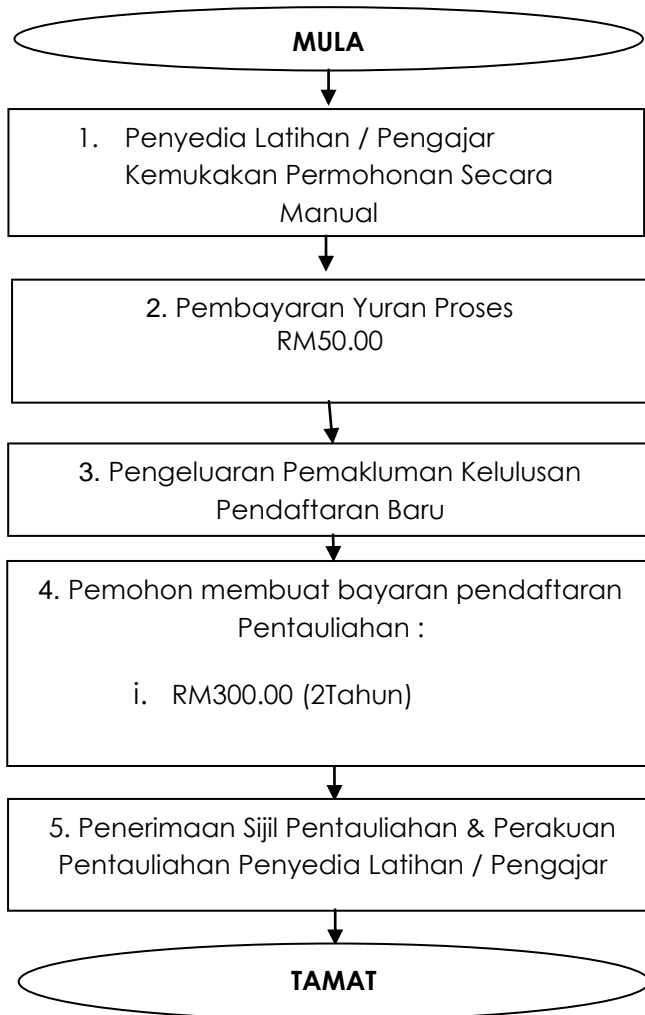 MULA
1. Penyedia Latihan / Pengajar
Kemukakan Permohonan Secara
Manual
2. Pembayaran Yuran Proses
RM50.00
3. Pengeluaran Pemakluman Kelulusan
Pendaftaran Baru
4. Pemohon membuat bayaran pendaftaran
Pentauliahan :
i. RM300.00 (2Tahun)
5. Penerimaan Sijil Pentauliahan & Perakuan
Pentauliahan Penyedia Latihan / Pengajar
TAMAT